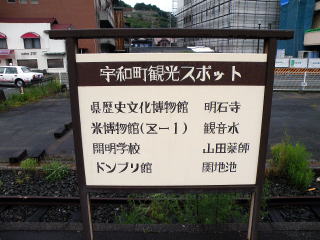 宇和町観光スポット
県歴史文化博物館 明石寺
米博物館(ヱー1) 観音水
開明学校 山田薬師
ドンブリ館 関地池